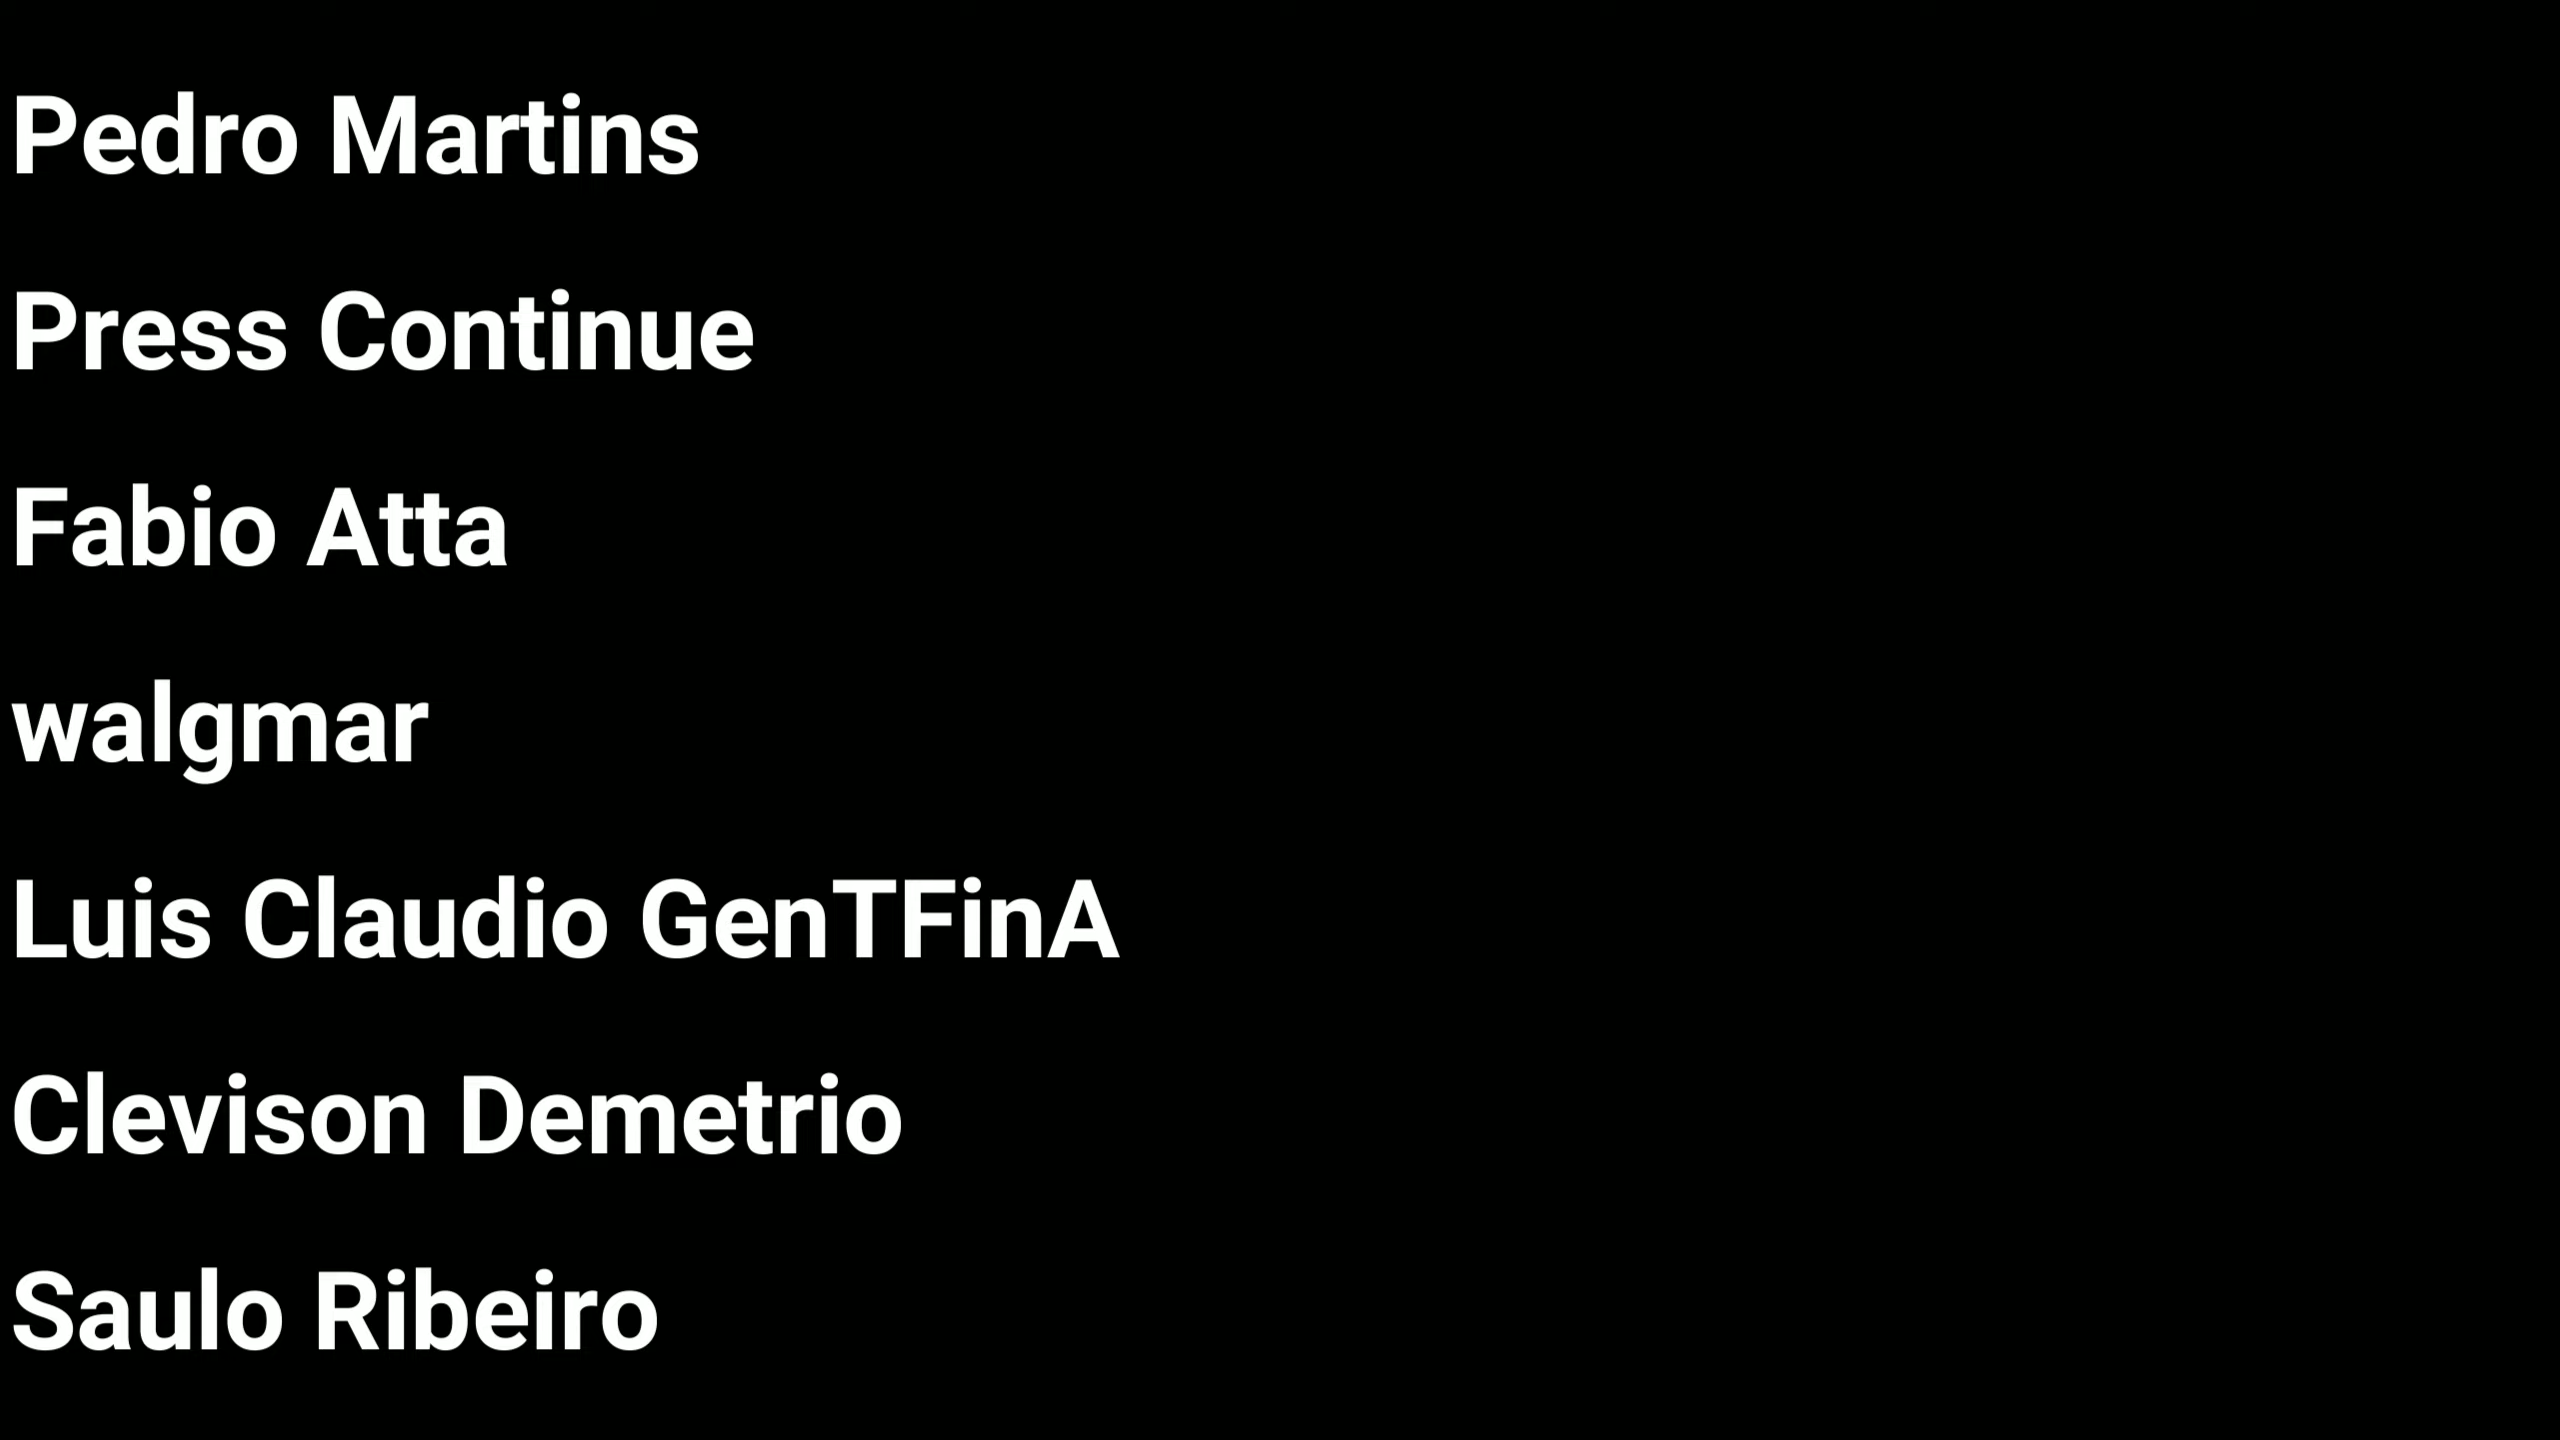 Pedro Martins
Press Continue
Fabio Atta
walgmar
Luis Claudio GenTFinA
Clevison Demetrio
Saulo Ribeiro